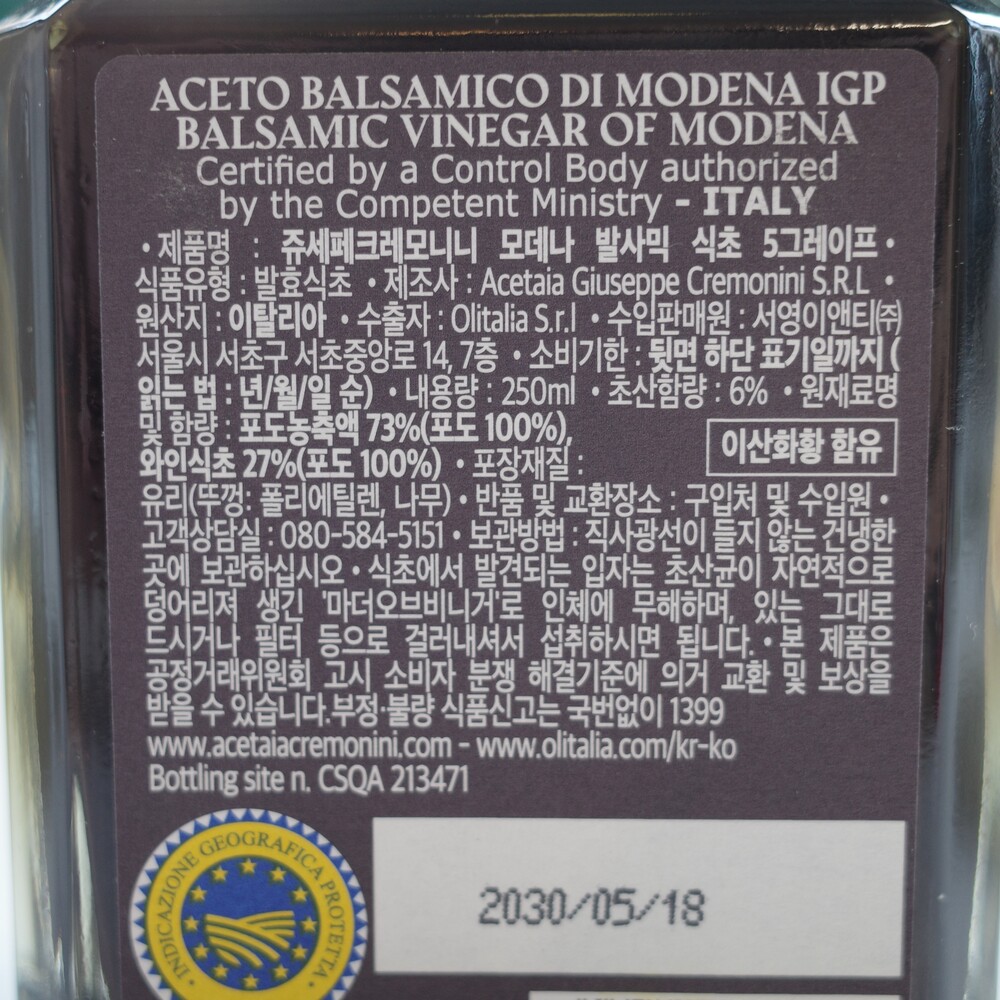 ACETO BALSAMICO DI MODENA IGP
BALSAMIC VINEGAR OF MODENA
Certified by a Control Body authorized
by the Competent Ministry - ITALY
• 제품명 : 쥬세페크레모니니 모데나 발사믹 식초 5그레이프 •
식품유형 : 발효식초 • 제조사 : Acetaia Giuseppe Cremonini S.R.L •
원산지 : 이탈리아 • 수출자 : Olitalia S.r.l • 수입판매원 : 서영이앤티㈜
서울시 서초구 서초중앙로 14, 7층 • 소비기한 : 뒷면 하단 표기일까지 (
읽는 법 : 년/월/일 순) • 내용량 : 250ml • 초산함량 : 6% • 원재료명
및 함량 : 포도농축액 73%(포도 100%),
와인식초 27%(포도 100%) • 포장재질 :
이산화황 함유
유리(뚜껑: 폴리에틸렌, 나무) • 반품 및 교환장소 : 구입처 및 수입원 •
고객상담실 : 080-584-5151 • 보관방법 : 직사광선이 들지 않는 건냉한
곳에 보관하십시오 • 식초에서 발견되는 입자는 초산균이 자연적으로
덩어리져 생긴 '마더오브비니거'로 인체에 무해하며, 있는 그대로
드시거나 필터 등으로 걸러내셔서 섭취하시면 됩니다. • 본 제품은
공정거래위원회 고시 소비자 분쟁 해결기준에 의거 교환 및 보상을
받을 수 있습니다.부정·불량 식품신고는 국번없이 1399
www.acetaiacremonini.com - www.olitalia.com/kr-ko
Bottling site n. CSQA 213471
• INDICAZIONE GEOGRAFICA PROTETTA •
2030/05/18